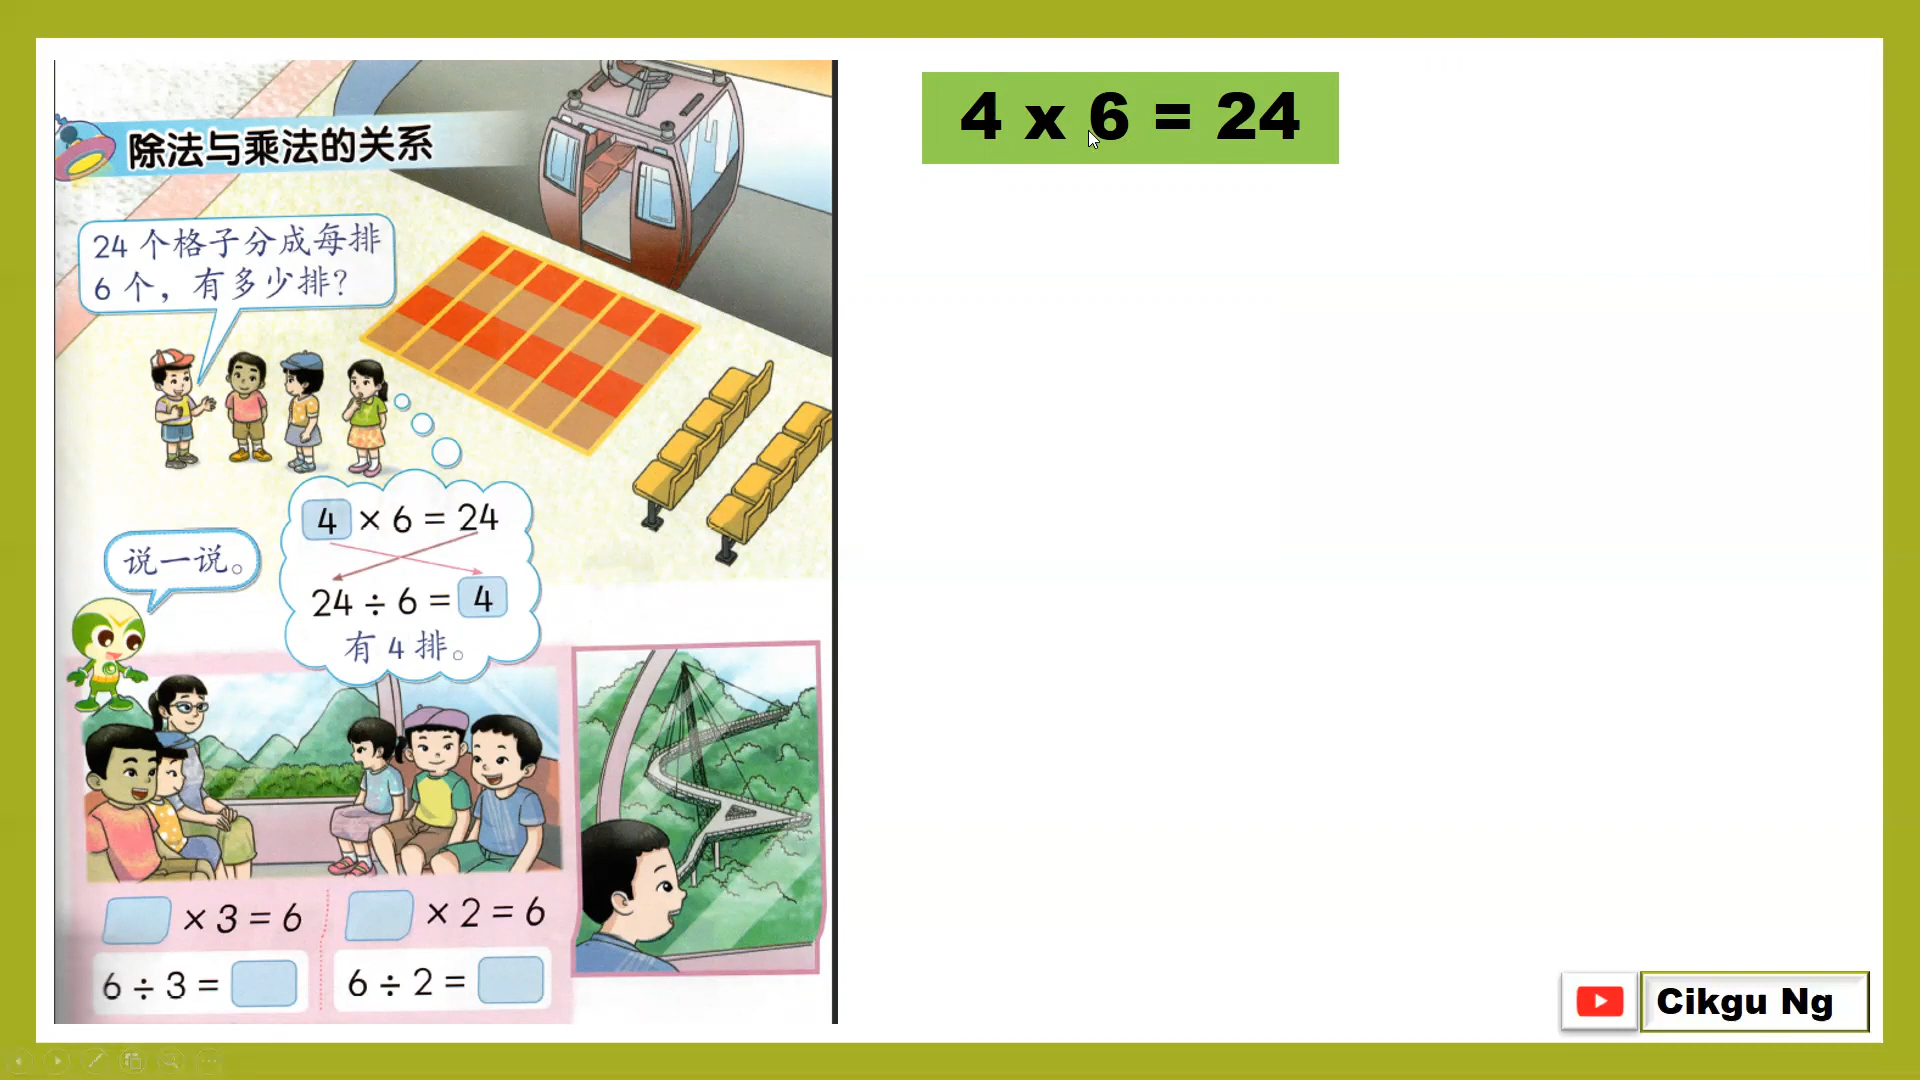 除法与乘法的关系
24 个格子分成每排
6 个，有多少排？
4 × 6 = 24
24 ÷ 6 = 4
有 4 排。
说一说。
× 3 = 6
6 ÷ 3 =
× 2 = 6
6 ÷ 2 =
4 x 6 = 24
Cikgu Ng